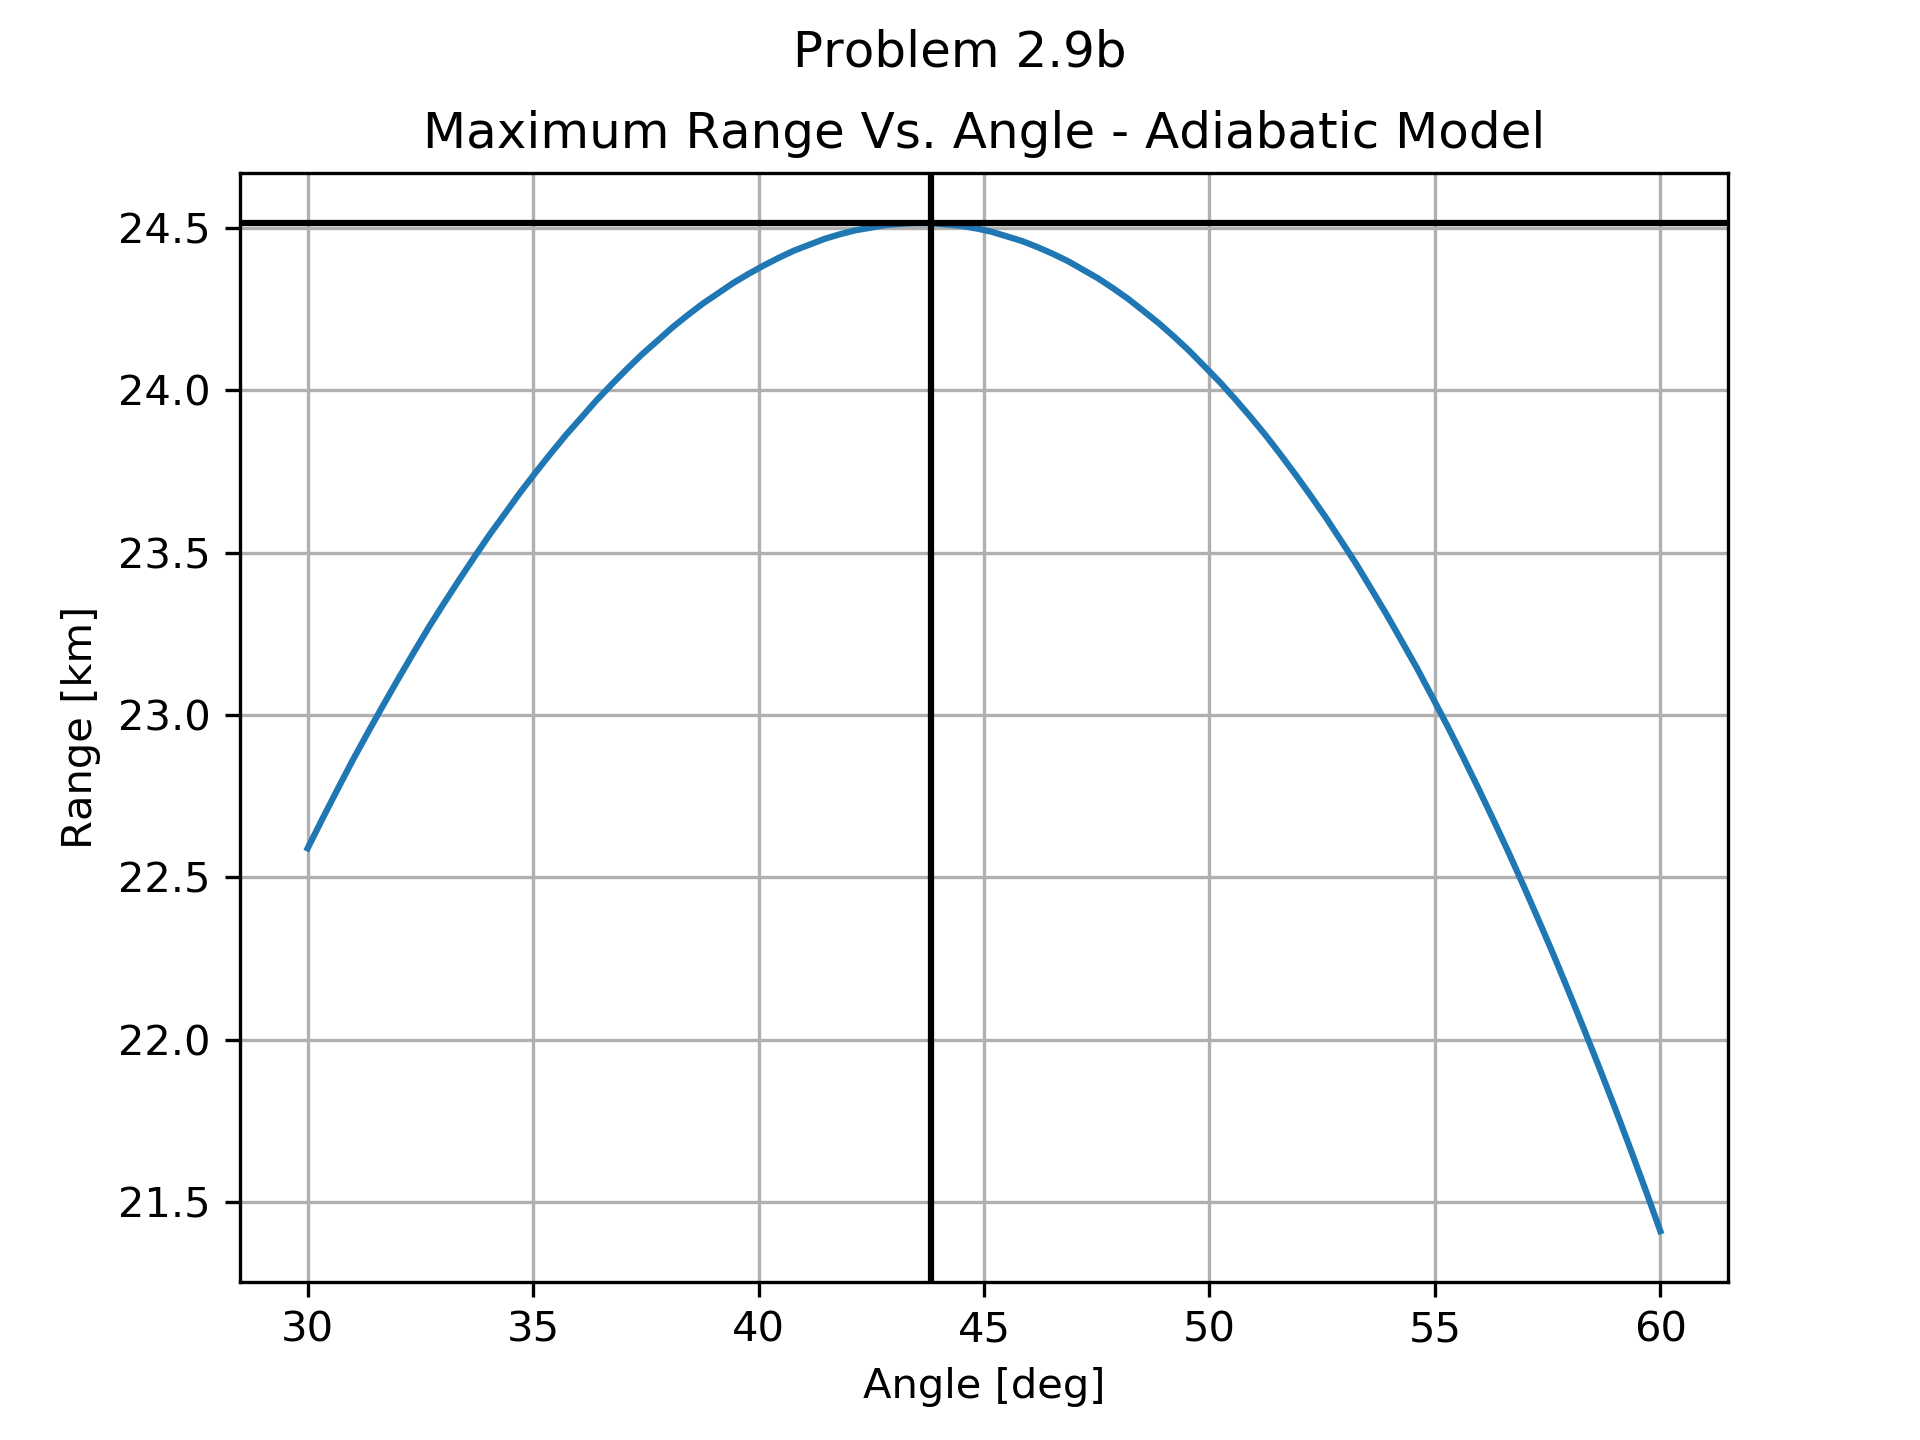 Problem 2.9b
Maximum Range Vs. Angle - Adiabatic Model
24.5
24.0
23.5
23.0
22.5
22.0
21.5
Range [km]
30 35 40 45 50 55 60
Angle [deg]